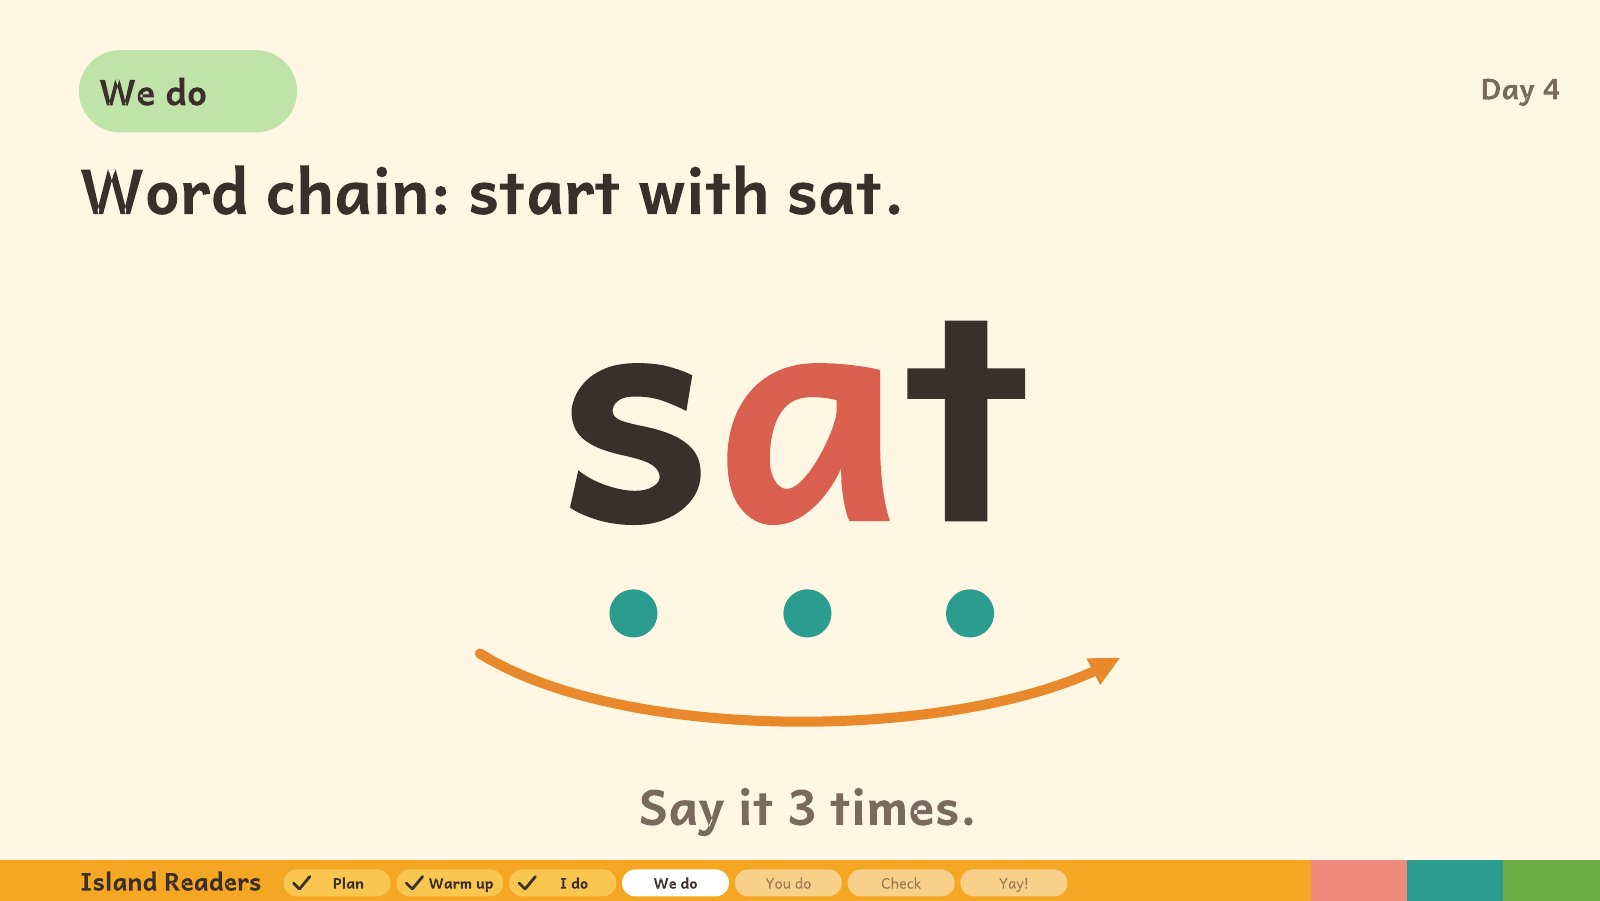 We do
Day 4
Word chain: start with sat.
sat
Say it 3 times.
Island Readers
Plan
Warm up
I do
We do
You do
Check
Yay!